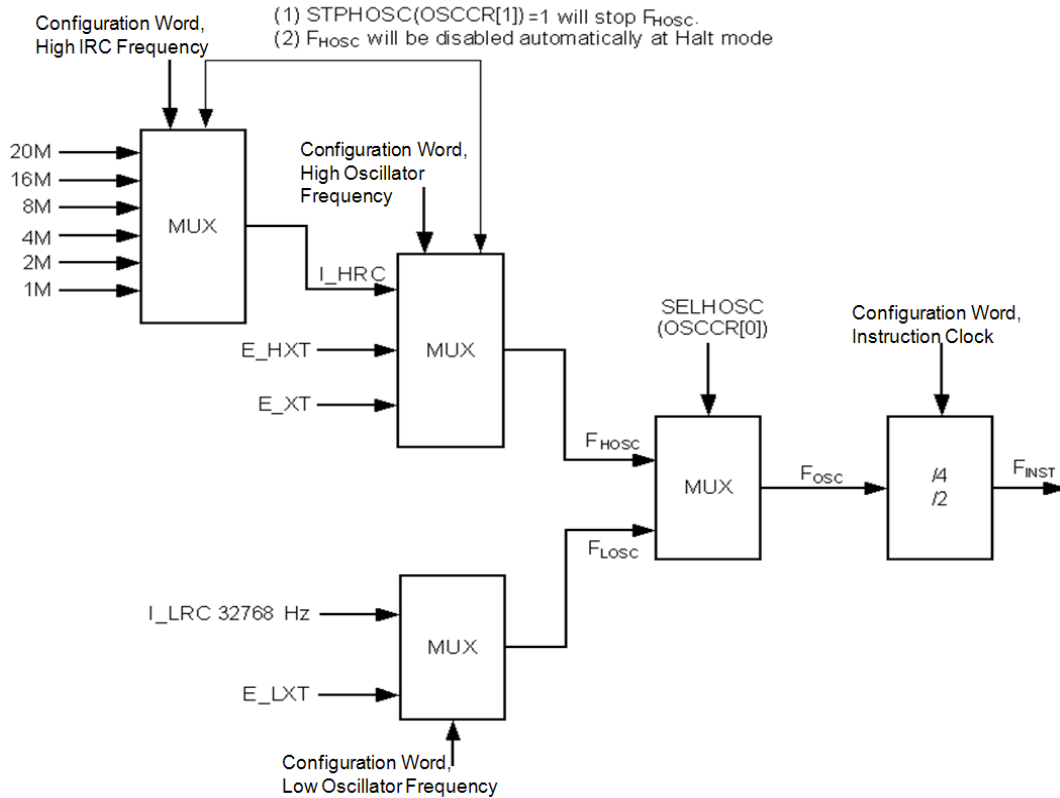 (1) STPHOSC(OSCCR[1])=1 will stop FHOSC.
(2) FHOSC will be disabled automatically at Halt mode
Configuration Word,
High IRC Frequency
20M
16M
8M
4M
2M
1M
MUX
Configuration Word,
High Oscillator
Frequency
I_HRC
E_HXT
E_XT
MUX
SELHOSC
(OSCCR[0])
Configuration Word,
Instruction Clock
FHOSC
FLOSC
MUX
FOSC
/4
/2
FINST
I_LRC 32768 Hz
E_LXT
MUX
Configuration Word,
Low Oscillator Frequency